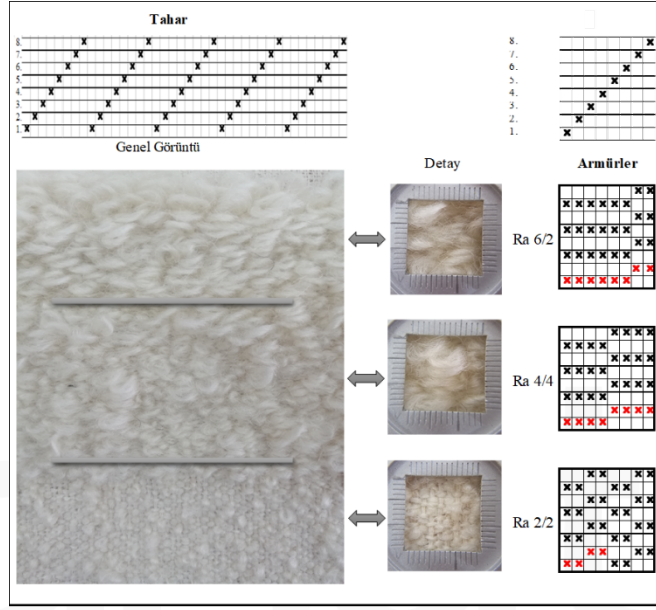 Tahar
8.
7.
6.
5.
4.
3.
2.
1.
8.
7.
6.
5.
4.
3.
2.
1.
Genel Görüntü
Detay
Armürler
Ra 6/2
Ra 4/4
Ra 2/2